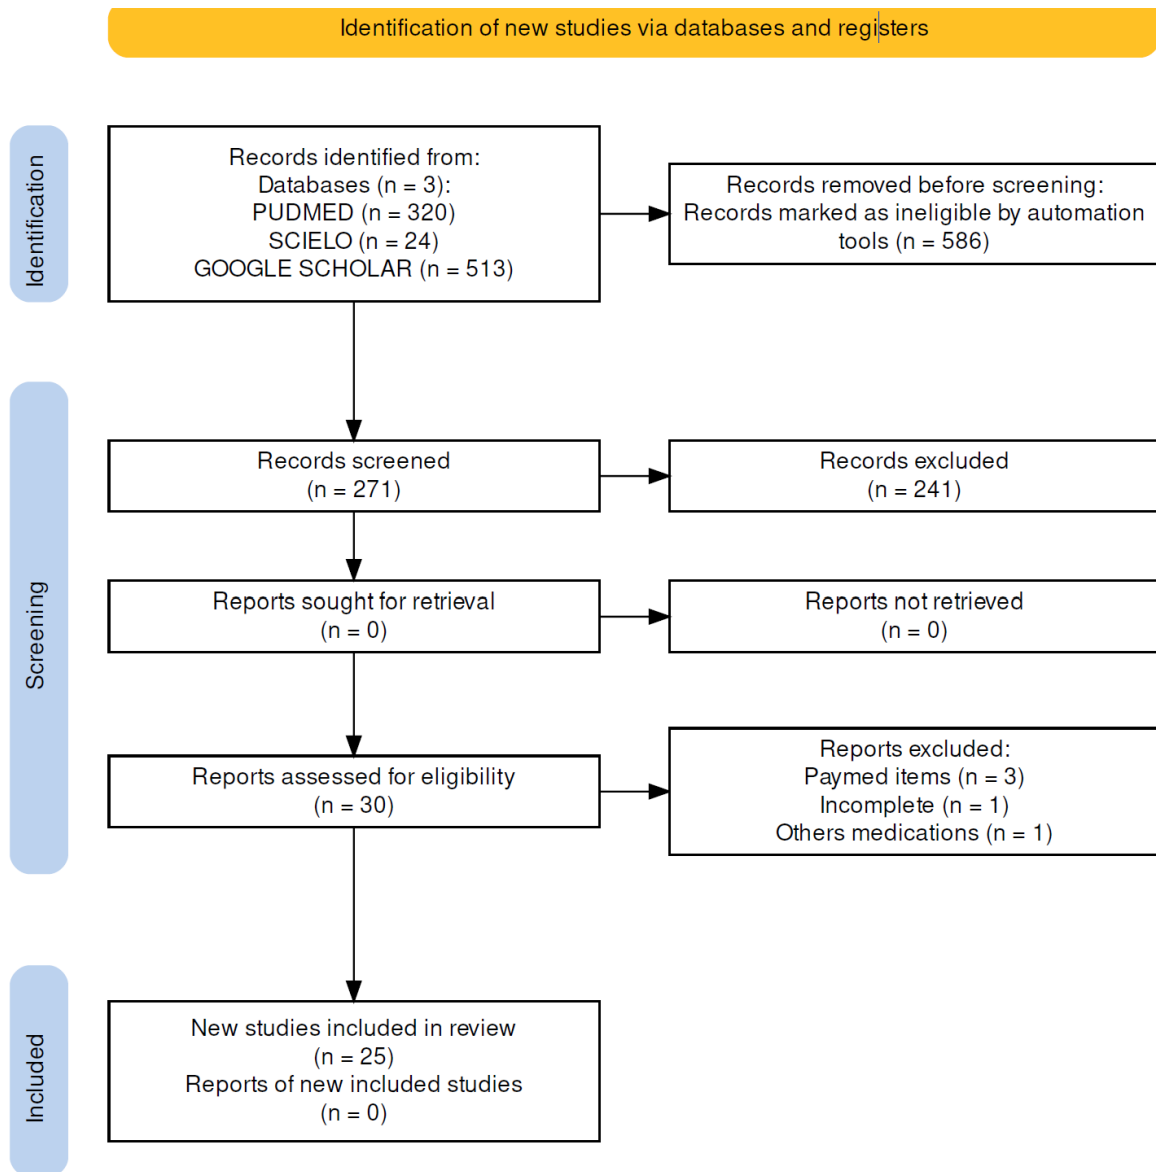 Identification of new studies via databases and registers
Identification
Records identified from:
Databases (n = 3):
PUDMED (n = 320)
SCIELO (n = 24)
GOOGLE SCHOLAR (n = 513)
Records removed before screening:
Records marked as ineligible by automation
tools (n = 586)
Screening
Records screened
(n = 271)
Records excluded
(n = 241)
Reports sought for retrieval
(n = 0)
Reports not retrieved
(n = 0)
Reports assessed for eligibility
(n = 30)
Reports excluded:
Paymed items (n = 3)
Incomplete (n = 1)
Others medications (n = 1)
Included
New studies included in review
(n = 25)
Reports of new included studies
(n = 0)